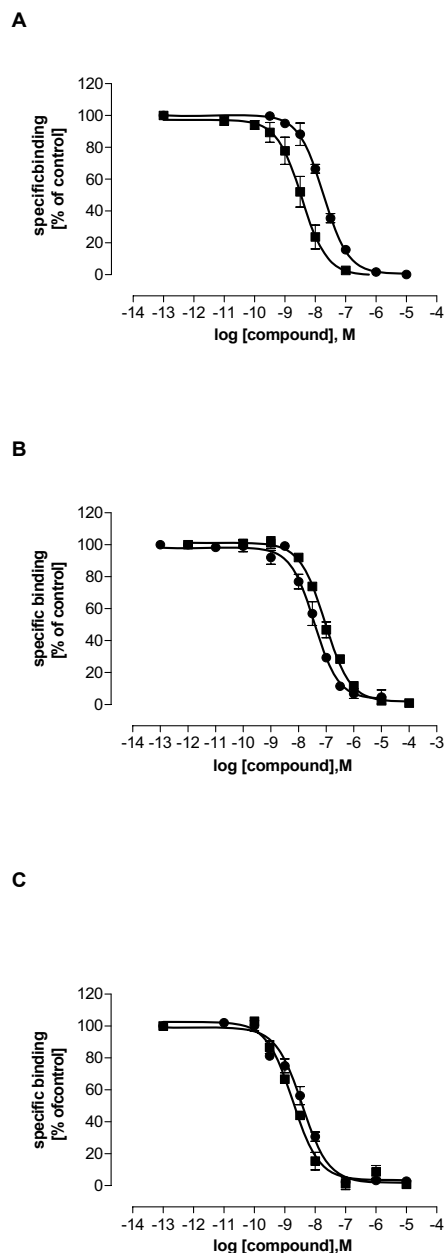 A
120
100
80
60
40
20
0
specificbinding
[% of control]
-14 -13 -12 -11 -10 -9 -8 -7 -6 -5 -4
log [compound], M
B
120
100
80
60
40
20
0
specific binding
[% of control]
-14 -13 -12 -11 -10 -9 -8 -7 -6 -5 -4 -3
log [compound],M
C
120
100
80
60
40
20
0
specific binding
[% ofcontrol]
-14 -13 -12 -11 -10 -9 -8 -7 -6 -5 -4
log [compound],M